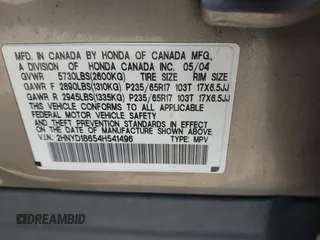 MFD. IN CANADA BY HONDA OF CANADA MFG.,
A DIVISION OF HONDA CANADA INC. 05/04
GVWR 5730LBS(2600KG) TIRE SIZE RIM SIZE
GAWR F 2890LBS(1310KG) P235/65R17 103T 17X6.5JJ
GAWR R 2945LBS(1335KG) P235/65R17 103T 17X6.5JJ
THIS VEHICLE CONFORMS TO ALL APPLICABLE
FEDERAL MOTOR VEHICLE SAFETY STANDARDS IN
EFFECT ON THE DATE OF MANUFACTURE SHOWN ABOVE.
V.I.N: 2HNYD18654H541496 TYPE: MPV
DREAMBID